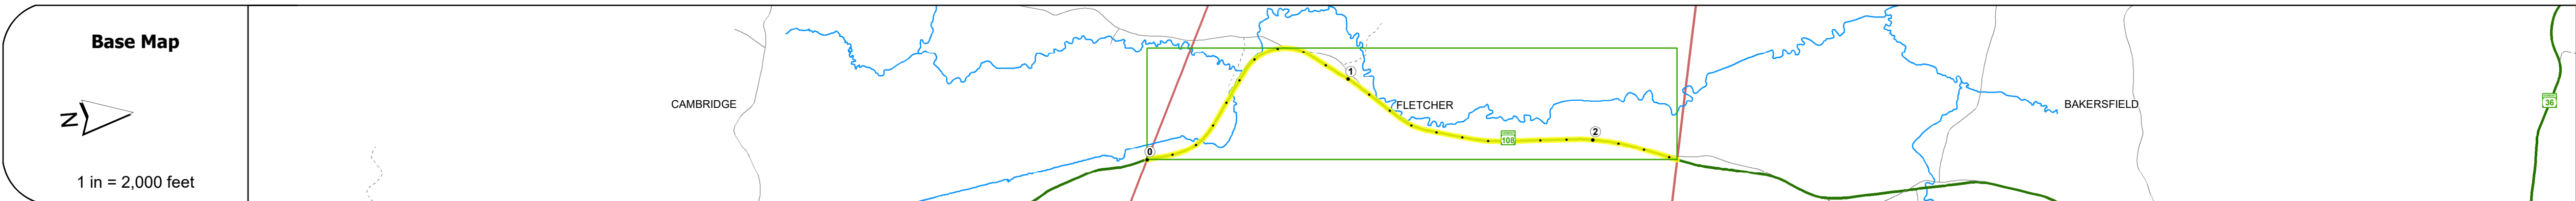 Base Map
N
1 in = 2,000 feet
CAMBRIDGE
0
1
FLETCHER
108
2
BAKERSFIELD
36